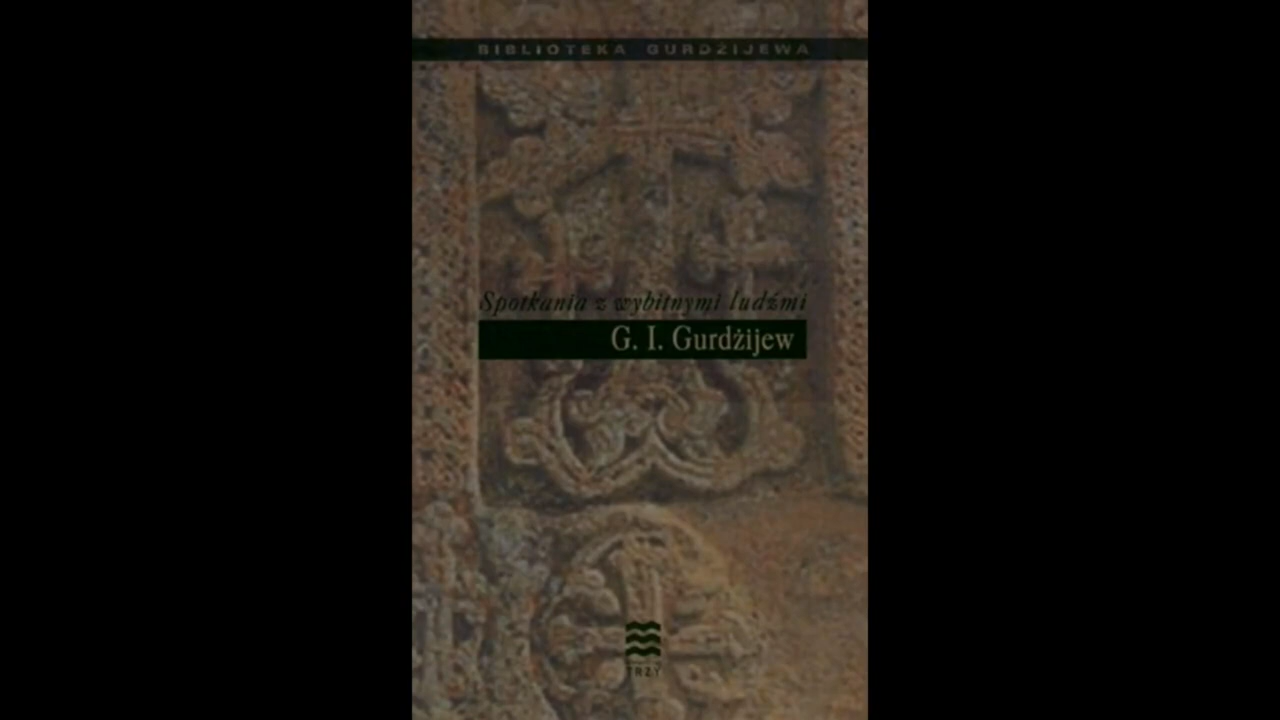 BIBLIOTEKA GURDŻIJEWA
Spotkania z wybitnymi ludźmi
G. I. Gurdżijew
TRZY